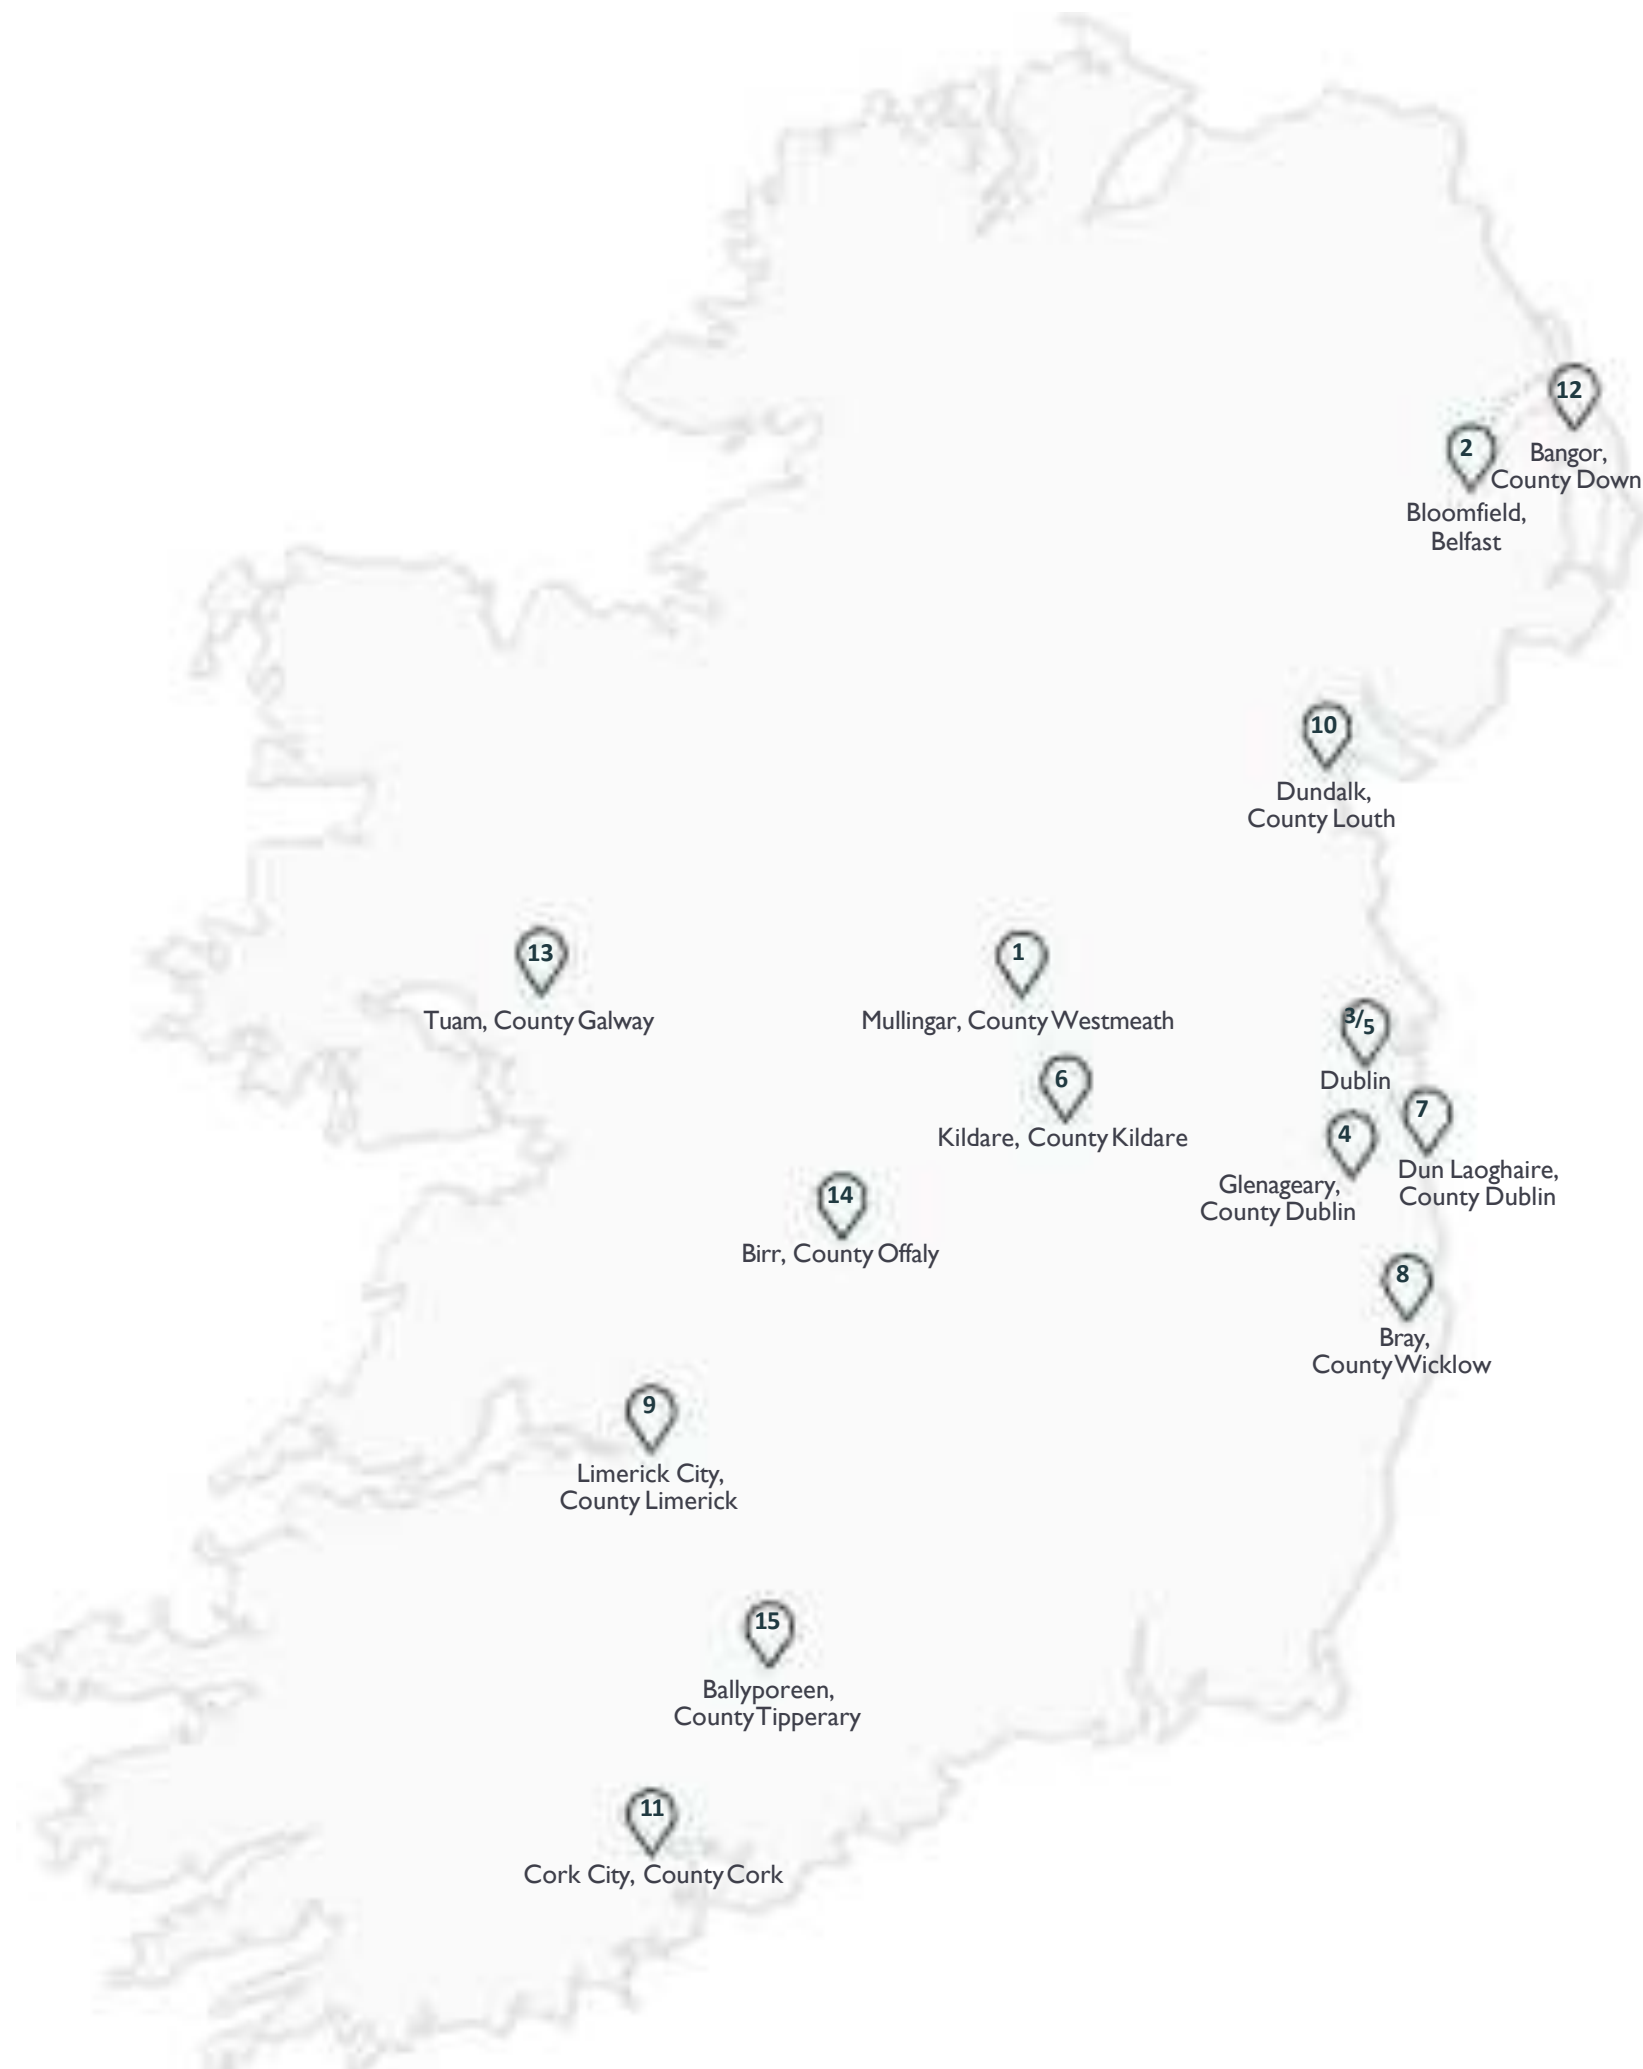 12
Bangor,
County Down
2
Bloomfield,
Belfast
10
Dundalk,
County Louth
13
Tuam, County Galway
1
Mullingar, County Westmeath
3/5
Dublin
6
Kildare, County Kildare
7
Dun Laoghaire,
County Dublin
4
Glenageary,
County Dublin
14
Birr, County Offaly
8
Bray,
County Wicklow
9
Limerick City,
County Limerick
15
Ballyporeen,
County Tipperary
11
Cork City, County Cork